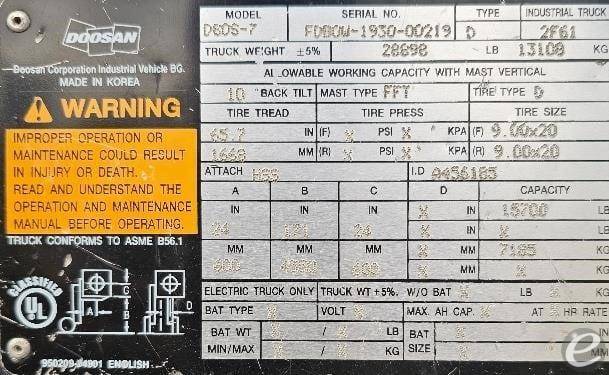 MODEL SERIAL NO. TYPE INDUSTRIAL TRUCK
D60S-7 FDB0W-1930-00219 D 2F61
TRUCK WEIGHT ±5% 28898 LB 13108 KG
ALLOWABLE WORKING CAPACITY WITH MAST VERTICAL
10 °BACK TILT MAST TYPE FFT TIRE TYPE D
TIRE TREAD TIRE PRESS TIRE SIZE
65.7 IN (F) X PSI X KPA (F) 9.00x20
1668 MM (R) X PSI X KPA (R) 9.00x20
ATTACH HSS I.D A456185
A B C D CAPACITY
IN IN IN X IN 15700 LB
24 171 24 X IN X LB
MM MM MM X MM 7185 KG
600 600 X MM X KG
ELECTRIC TRUCK ONLY TRUCK WT ±5%. W/O BAT X LB X KG
BAT TYPE X VOLT X MAX. AH CAP. X AT X HR RATE
BAT WT X / X LB BAT X / X IN
MIN/MAX X / X KG SIZE X / X MM
DOOSAN
Doosan Corporation Industrial Vehicle BG.
MADE IN KOREA
WARNING
IMPROPER OPERATION OR
MAINTENANCE COULD RESULT
IN INJURY OR DEATH.
READ AND UNDERSTAND THE
OPERATION AND MAINTENANCE
MANUAL BEFORE OPERATING.
TRUCK CONFORMS TO ASME B56.1
CLASSIFIED
UL
A B C D
950209-04901 ENGLISH
e